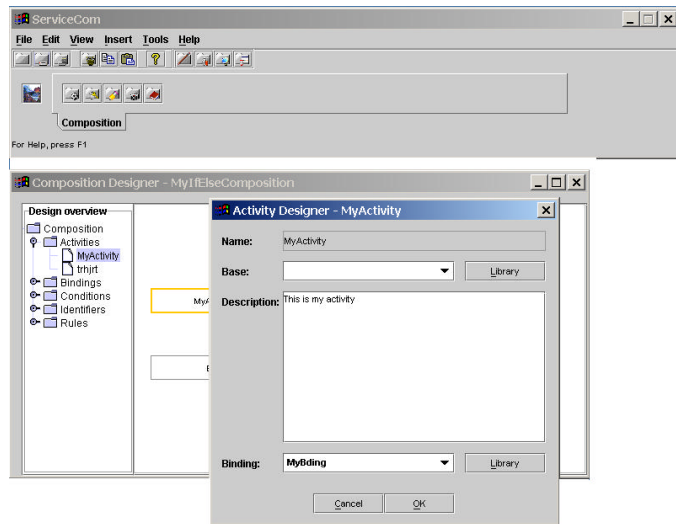 ServiceCom
File Edit View Insert Tools Help
Composition
For Help, press F1
Composition Designer - MyIfElseComposition
Design overview
Composition
Activities
MyActivity
trhjrt
Bindings
Conditions
Identifiers
Rules
Activity Designer - MyActivity
Name: MyActivity
Base: Library
Description: This is my activity
Binding: MyBding Library
Cancel OK